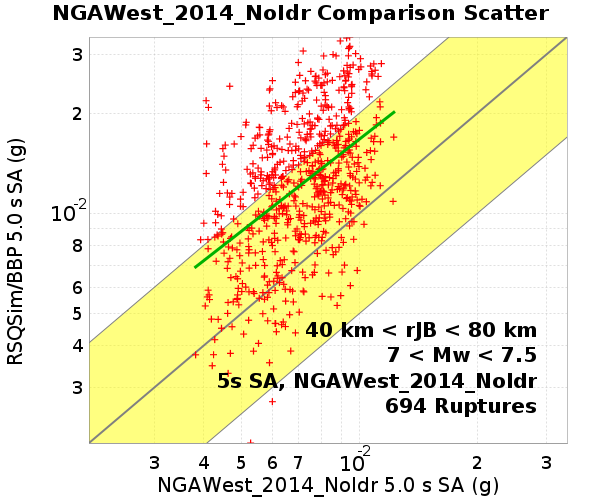 NGAWest_2014_NoIdr Comparison Scatter
RSQSim/BBP 5.0 s SA (g)
3
2
10-2
8
6
5
4
3
40 km < rJB < 80 km
7 < Mw < 7.5
5s SA, NGAWest_2014_NoIdr
694 Ruptures
3 4 5 6 7 10-2 2 3
NGAWest_2014_NoIdr 5.0 s SA (g)